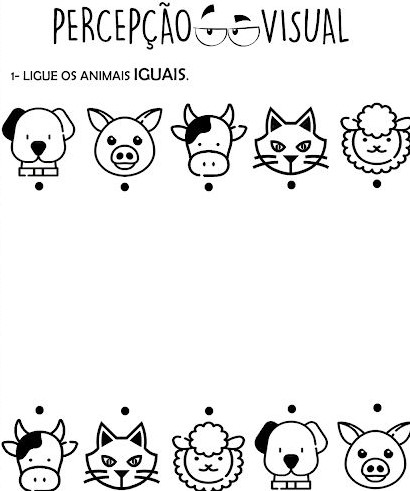 PERCEPÇÃO VISUAL
1- LIGUE OS ANIMAIS IGUAIS.